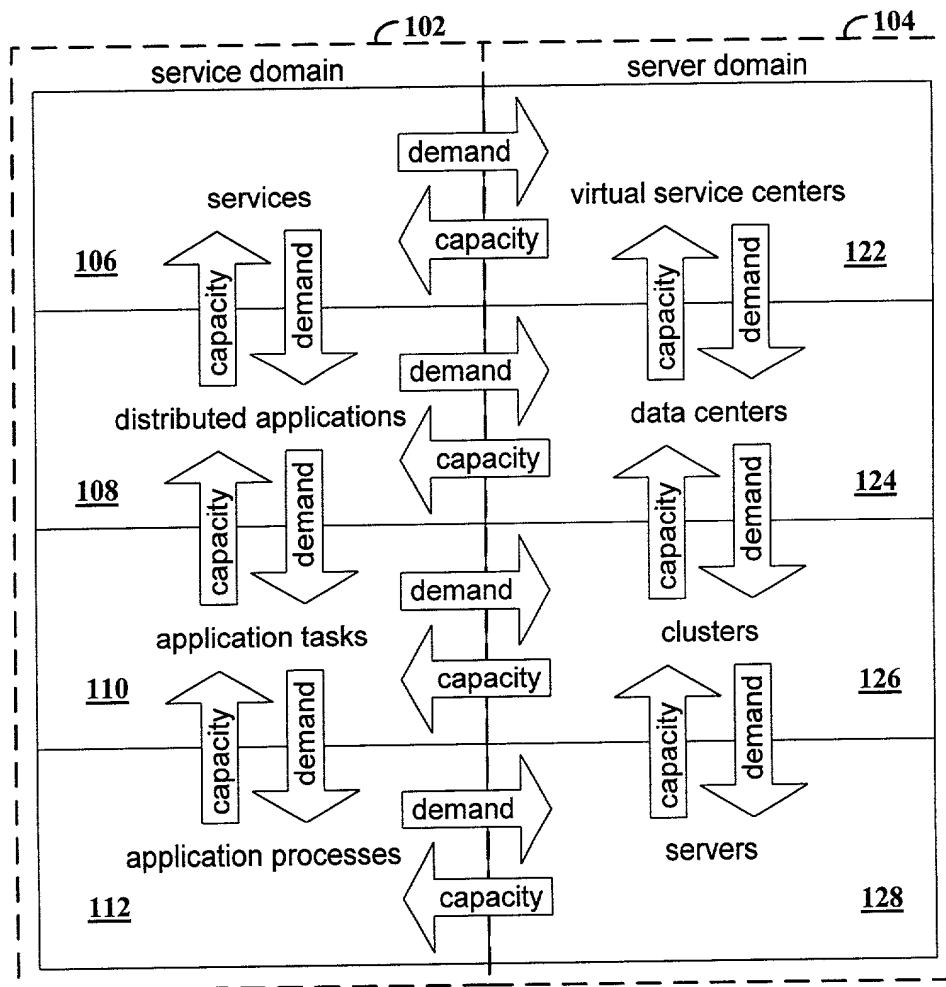 102
104
service domain
server domain
demand
services
virtual service centers
capacity
106
capacity
demand
capacity
demand
122
demand
distributed applications
data centers
capacity
108
capacity
demand
capacity
demand
124
demand
application tasks
clusters
capacity
110
capacity
demand
capacity
demand
126
demand
application processes
servers
capacity
112
128